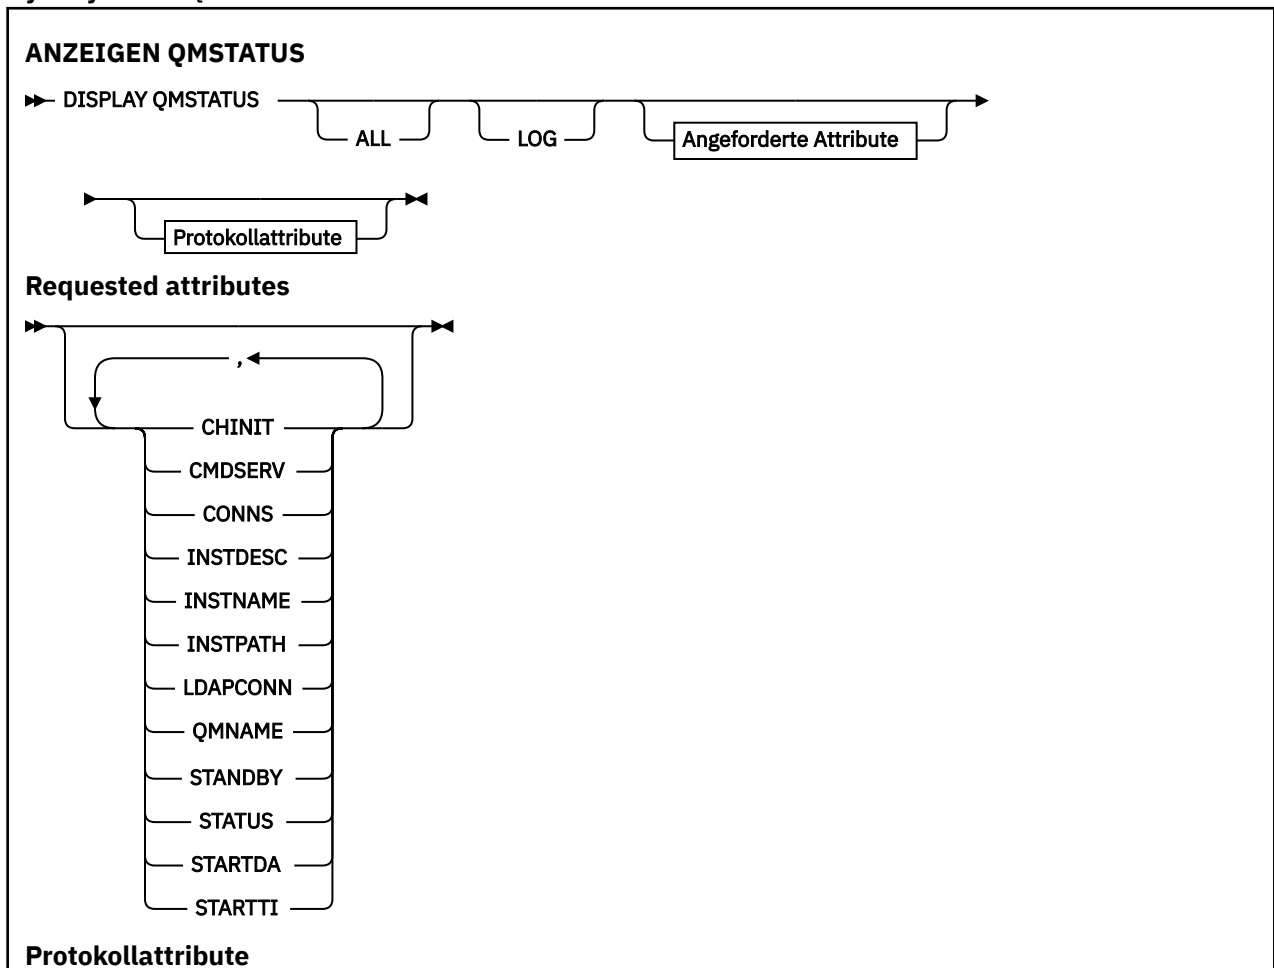 ANZEIGEN QMSTATUS
DISPLAY QMSTATUS
ALL
LOG
Angeforderte Attribute
Protokollattribute
Requested attributes
,
CHINIT
CMDSERV
CONNS
INSTDESC
INSTNAME
INSTPATH
LDAPCONN
QMNAME
STANDBY
STATUS
STARTDA
STARTTI
Protokollattribute